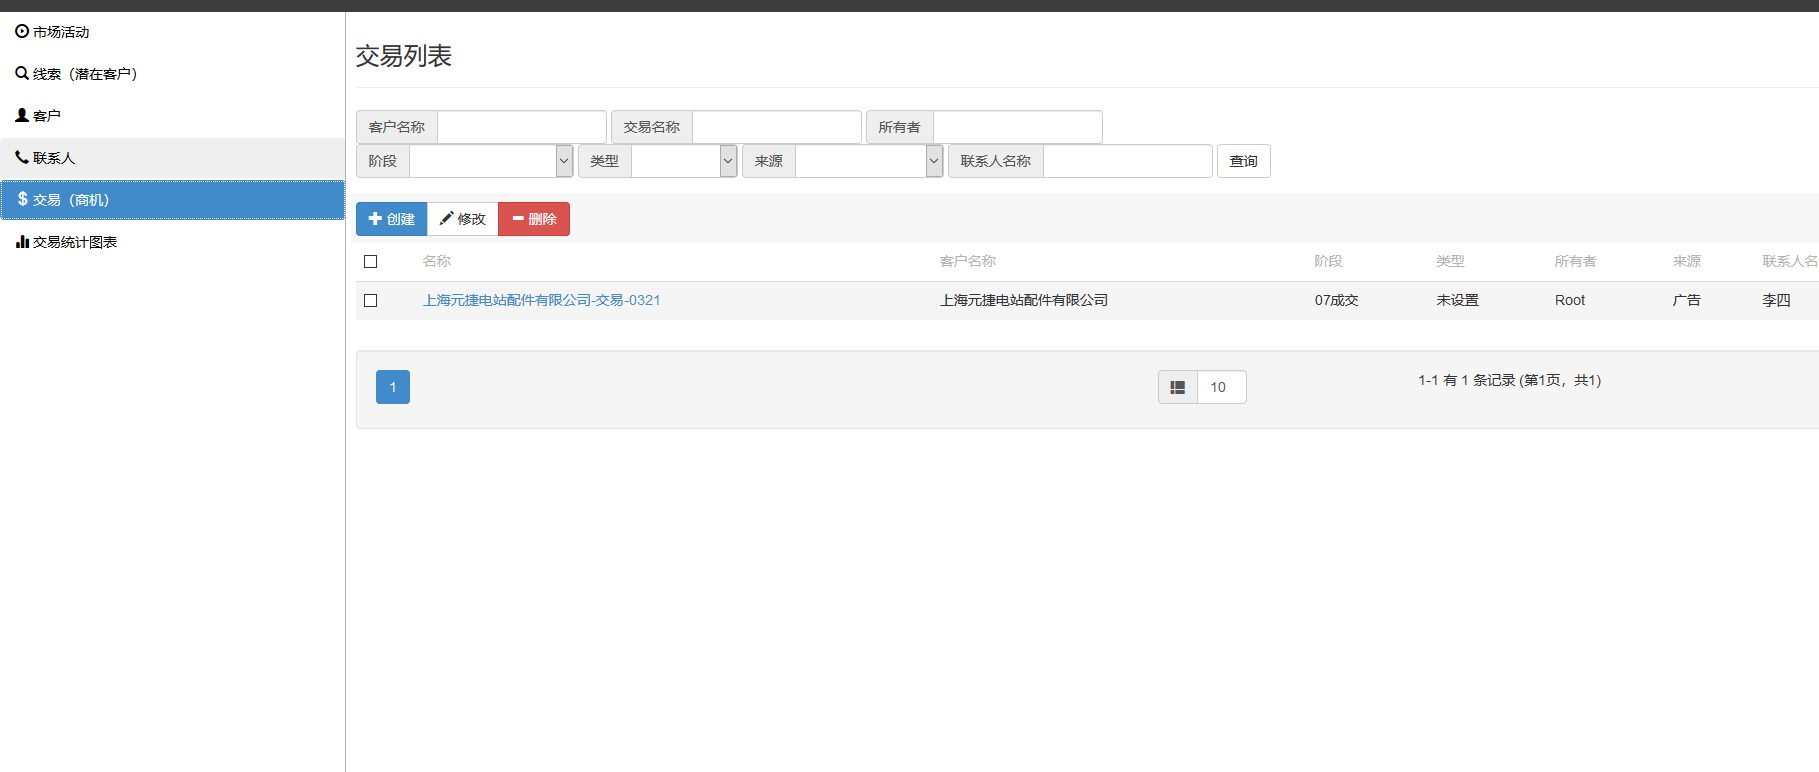 市场活动
线索（潜在客户）
客户
联系人
交易（商机）
交易统计图表
交易列表
客户名称 交易名称 所有者
阶段 类型 来源 联系人名称 查询
创建 修改 删除
名称 客户名称 阶段 类型 所有者 来源 联系人名
上海元捷电站配件有限公司-交易-0321 上海元捷电站配件有限公司 07成交 未设置 Root 广告 李四
1 10 1-1 有 1 条记录 (第1页，共1)